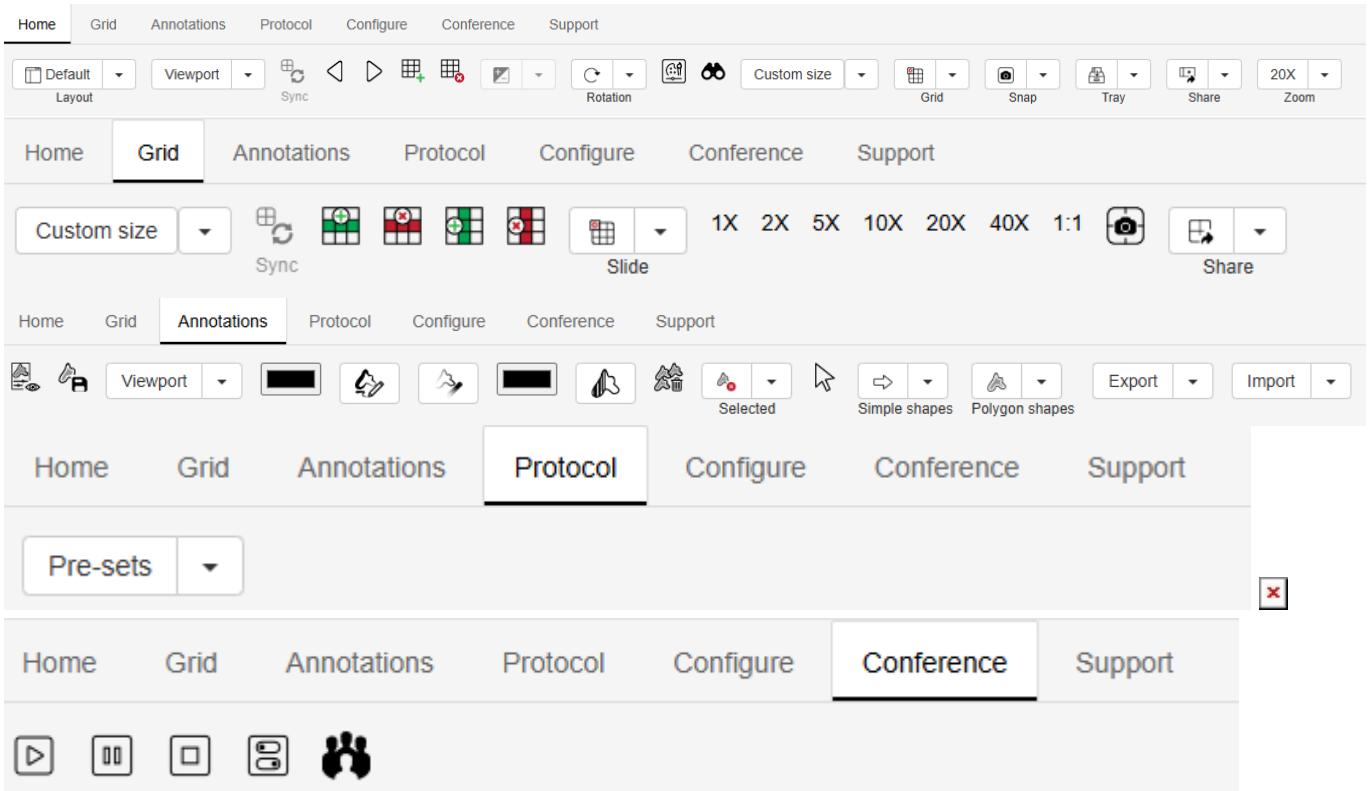 Home Grid Annotations Protocol Configure Conference Support
Default Viewport Custom size 20X
Layout Sync Rotation Grid Snap Tray Share Zoom
Home Grid Annotations Protocol Configure Conference Support
Custom size 1X 2X 5X 10X 20X 40X 1:1
Sync Slide Share
Home Grid Annotations Protocol Configure Conference Support
Viewport Export Import
Selected Simple shapes Polygon shapes
Home Grid Annotations Protocol Configure Conference Support
Pre-sets
Home Grid Annotations Protocol Configure Conference Support